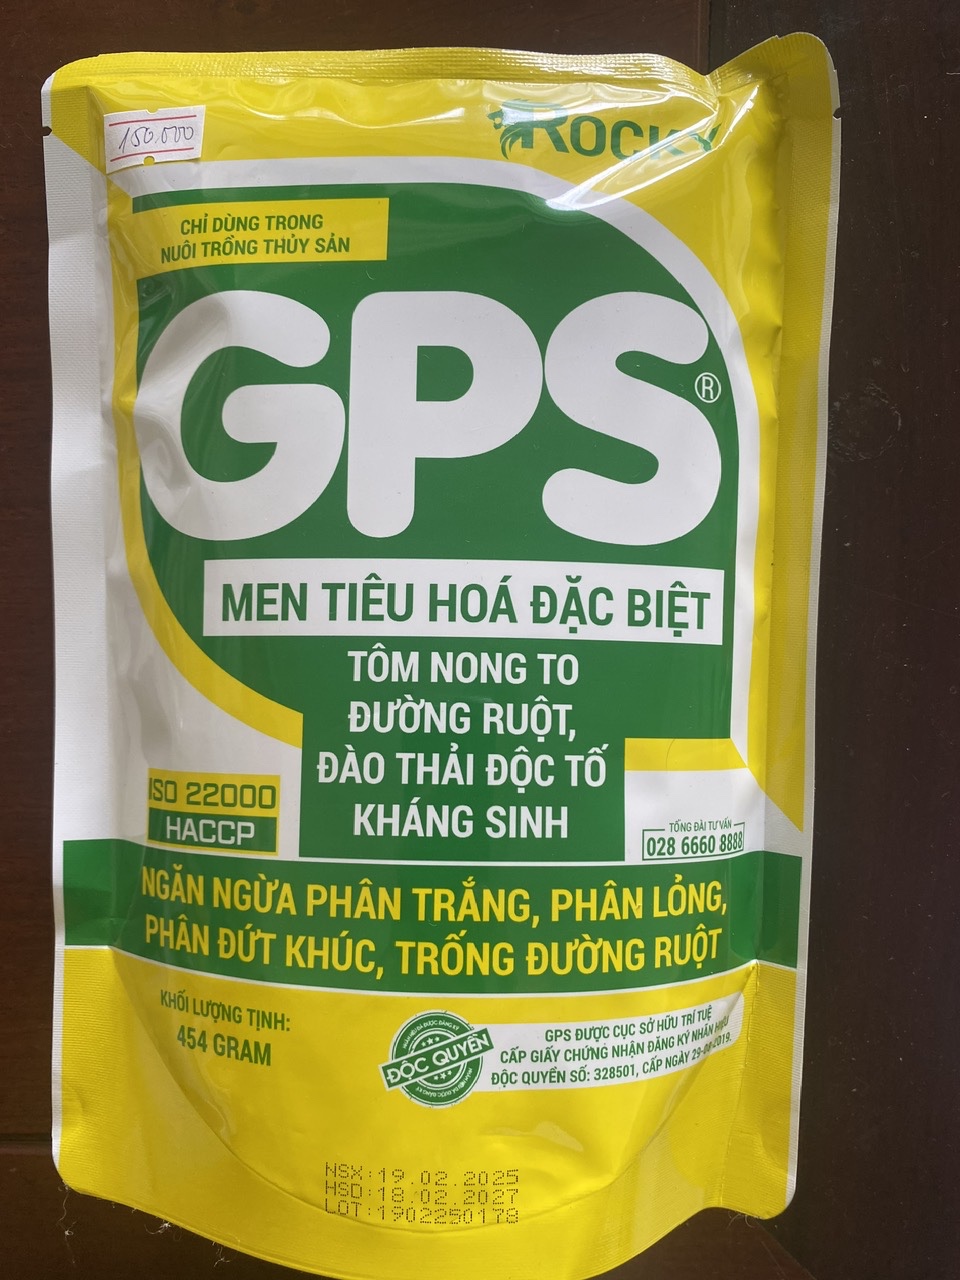 150.000
ROCKY
CHỈ DÙNG TRONG
NUÔI TRỒNG THỦY SẢN
GPS®
MEN TIÊU HOÁ ĐẶC BIỆT
TÔM NONG TO
ĐƯỜNG RUỘT,
ĐÀO THẢI ĐỘC TỐ
KHÁNG SINH
ISO 22000
HACCP
TỔNG ĐÀI TƯ VẤN
028 6660 8888
NGĂN NGỪA PHÂN TRẮNG, PHÂN LỎNG,
PHÂN ĐỨT KHÚC, TRỐNG ĐƯỜNG RUỘT
KHỐI LƯỢNG TỊNH:
454 GRAM
ĐỘC QUYỀN
GPS ĐƯỢC CỤC SỞ HỮU TRÍ TUỆ
CẤP GIẤY CHỨNG NHẬN ĐĂNG KÝ NHÃN HIỆU
ĐỘC QUYỀN SỐ: 328501, CẤP NGÀY 29-08-2019.
NSX:19.02.2025
HSD:18.02.2027
LOT:1902250178